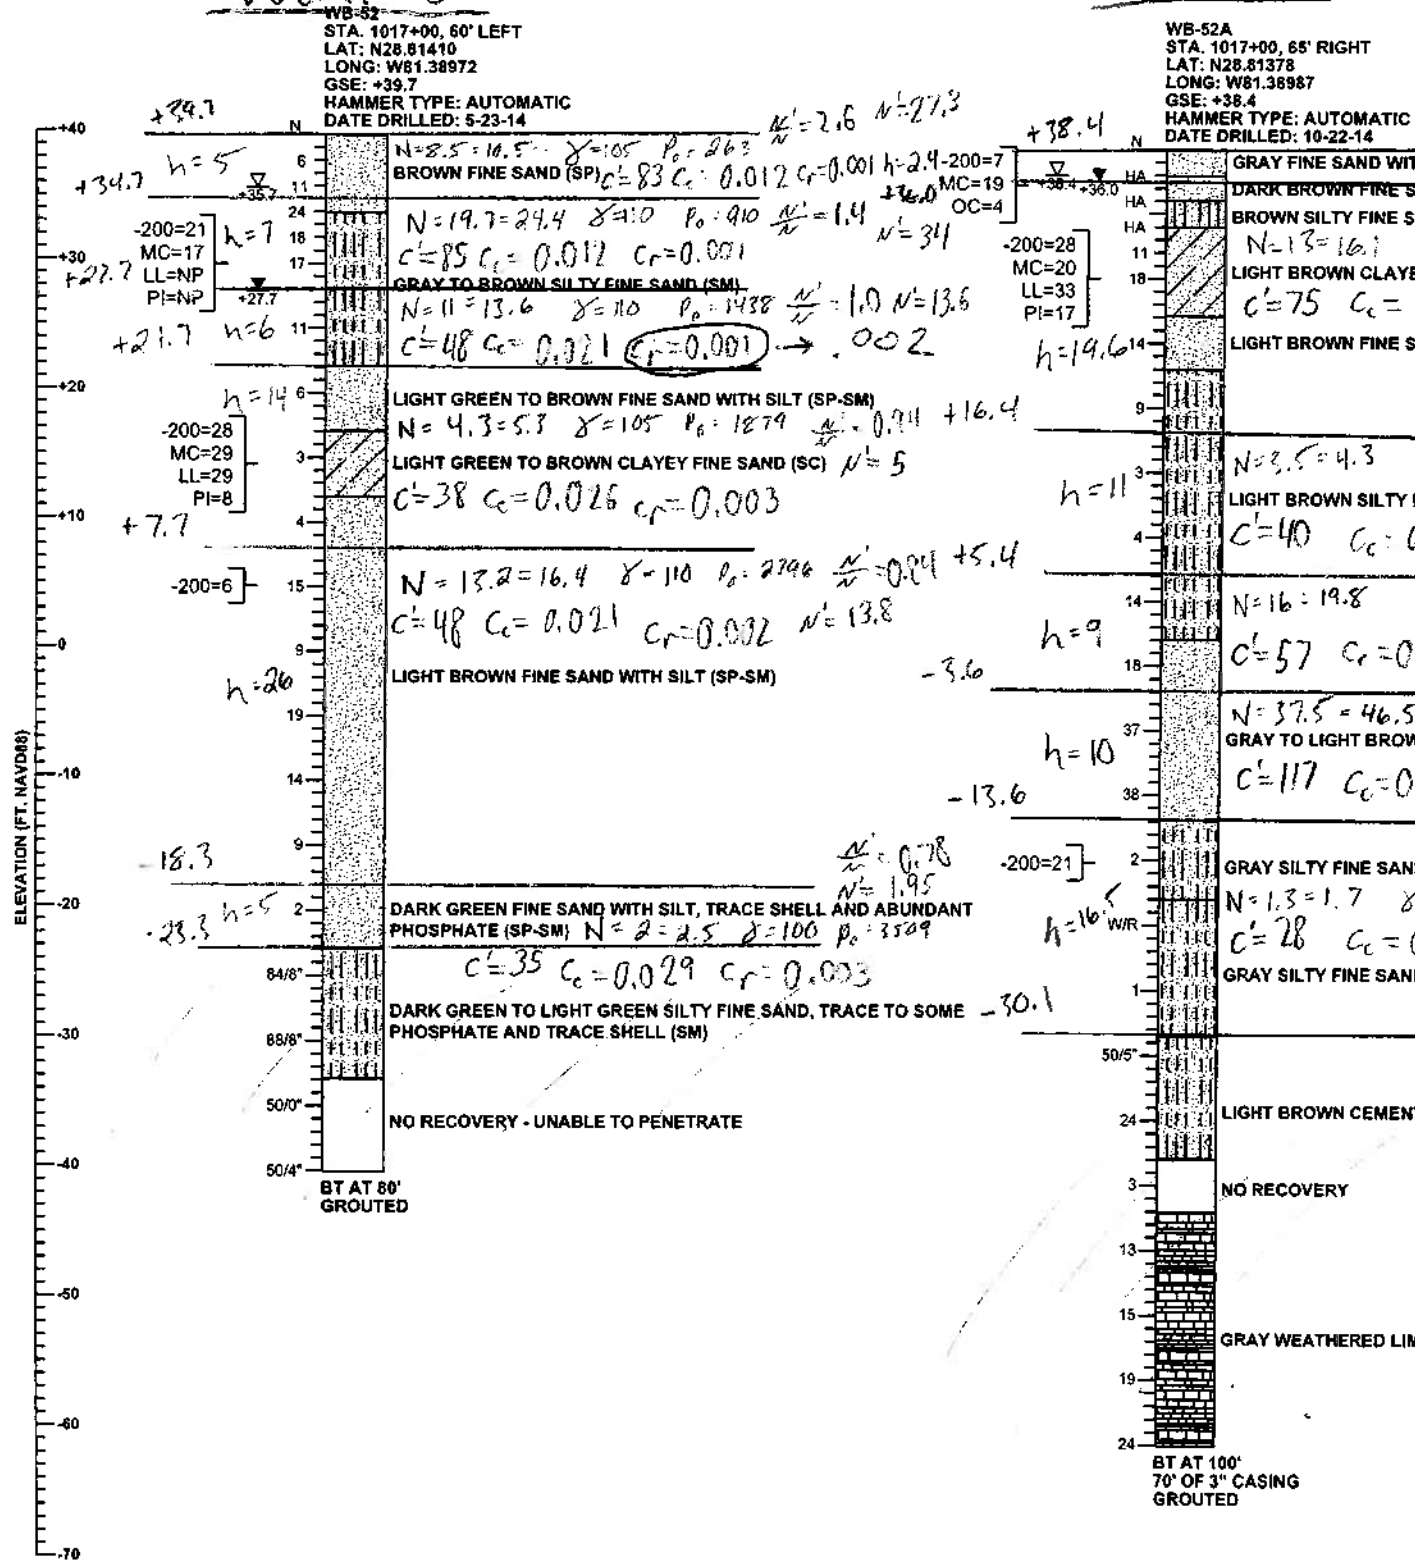 WB-52
STA. 1017+00, 60' LEFT
LAT: N28.81410
LONG: W81.38972
GSE: +39.7
HAMMER TYPE: AUTOMATIC
DATE DRILLED: 5-23-14
+39.7
N
N'/N=2.6 N'=27.3
+40
h=5
6
N=8.5=10.5 γ=105 P₀=263
BROWN FINE SAND (SP) C'=83 Cc=0.012 Cr=0.001
+34.7
+35.7
11
24
18
17
-200=21
MC=17
LL=NP
PI=NP
h=7
N=19.7=24.4 γ=110 P₀=910 N'/N=1.4
N'=34
C'=85 Cc=0.012 Cr=0.001
GRAY TO BROWN SILTY FINE SAND (SM)
+30
+27.7
+27.7
N=11=13.6 γ=110 P₀=1438 N'/N=1.0 N'=13.6
+21.7 h=6
11
C'=48 Cc=0.021 Cr=0.001 → .002
+20
h=14
6
LIGHT GREEN TO BROWN FINE SAND WITH SILT (SP-SM)
N=4.3=5.3 γ=105 P₀=1879 N'/N=0.94
-200=28
MC=29
LL=29
PI=8
3
LIGHT GREEN TO BROWN CLAYEY FINE SAND (SC) N'=5
C'=38 Cc=0.026 Cr=0.003
+10
4
+7.7
-200=6
15
N=13.2=16.4 γ=110 P₀=2796 N'/N=0.84
C'=48 Cc=0.021 Cr=0.002 N'=13.8
0
9
LIGHT BROWN FINE SAND WITH SILT (SP-SM)
h=26
19
ELEVATION (FT. NAVD88)
-10
14
9
-18.3
N'/N=0.78
N'=1.95
-20
h=5
2
DARK GREEN FINE SAND WITH SILT, TRACE SHELL AND ABUNDANT
PHOSPHATE (SP-SM) N=2=2.5 γ=100 P₀=3509
-23.3
84/8"
C'=35 Cc=0.029 Cr=0.003
DARK GREEN TO LIGHT GREEN SILTY FINE SAND, TRACE TO SOME
PHOSPHATE AND TRACE SHELL (SM)
-30
88/8"
50/0"
NO RECOVERY - UNABLE TO PENETRATE
-40
50/4"
BT AT 80'
GROUTED
-50
-60
-70
WB-52A
STA. 1017+00, 65' RIGHT
LAT: N28.81378
LONG: W81.38987
GSE: +38.4
HAMMER TYPE: AUTOMATIC
DATE DRILLED: 10-22-14
+38.4
N
h=2.4
-200=7
MC=19
OC=4
+36.0
+36.4
+36.0
HA
HA
HA
GRAY FINE SAND WIT
DARK BROWN FINE S
BROWN SILTY FINE S
-200=28
MC=20
LL=33
PI=17
11
18
N=13=16.1
LIGHT BROWN CLAYE
C'=75 Cc=
h=19.6
14
LIGHT BROWN FINE S
9
+16.4
3
N=3.5=4.3
h=11
LIGHT BROWN SILTY
4
C'=40 Cc=0
+5.4
14
N=16=19.8
h=9
C'=57 Cc=0
18
-3.6
37
N=37.5=46.5
GRAY TO LIGHT BROW
h=10
C'=117 Cc=0
38
-13.6
-200=21
2
GRAY SILTY FINE SAN
N=1.3=1.7 γ
h=16.5
W/R
C'=28 Cc=0
GRAY SILTY FINE SAN
1
-30.1
50/5"
24
LIGHT BROWN CEMEN
3
NO RECOVERY
13
15
GRAY WEATHERED LIM
19
24
BT AT 100'
70' OF 3" CASING
GROUTED